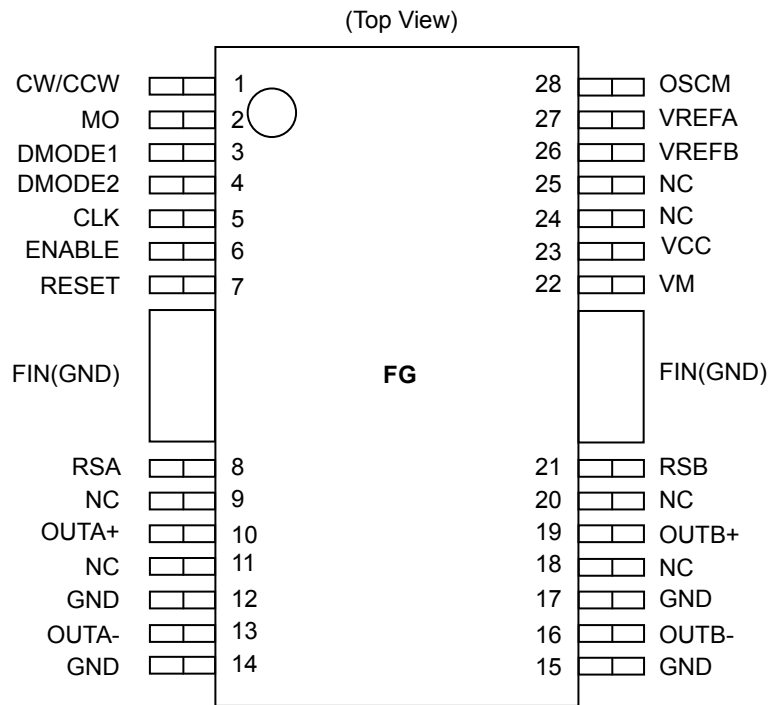 (Top View)
CW/CCW 1 28 OSCM
MO 2 27 VREFA
DMODE1 3 26 VREFB
DMODE2 4 25 NC
CLK 5 24 NC
ENABLE 6 23 VCC
RESET 7 22 VM
FIN(GND) FG FIN(GND)
RSA 8 21 RSB
NC 9 20 NC
OUTA+ 10 19 OUTB+
NC 11 18 NC
GND 12 17 GND
OUTA- 13 16 OUTB-
GND 14 15 GND